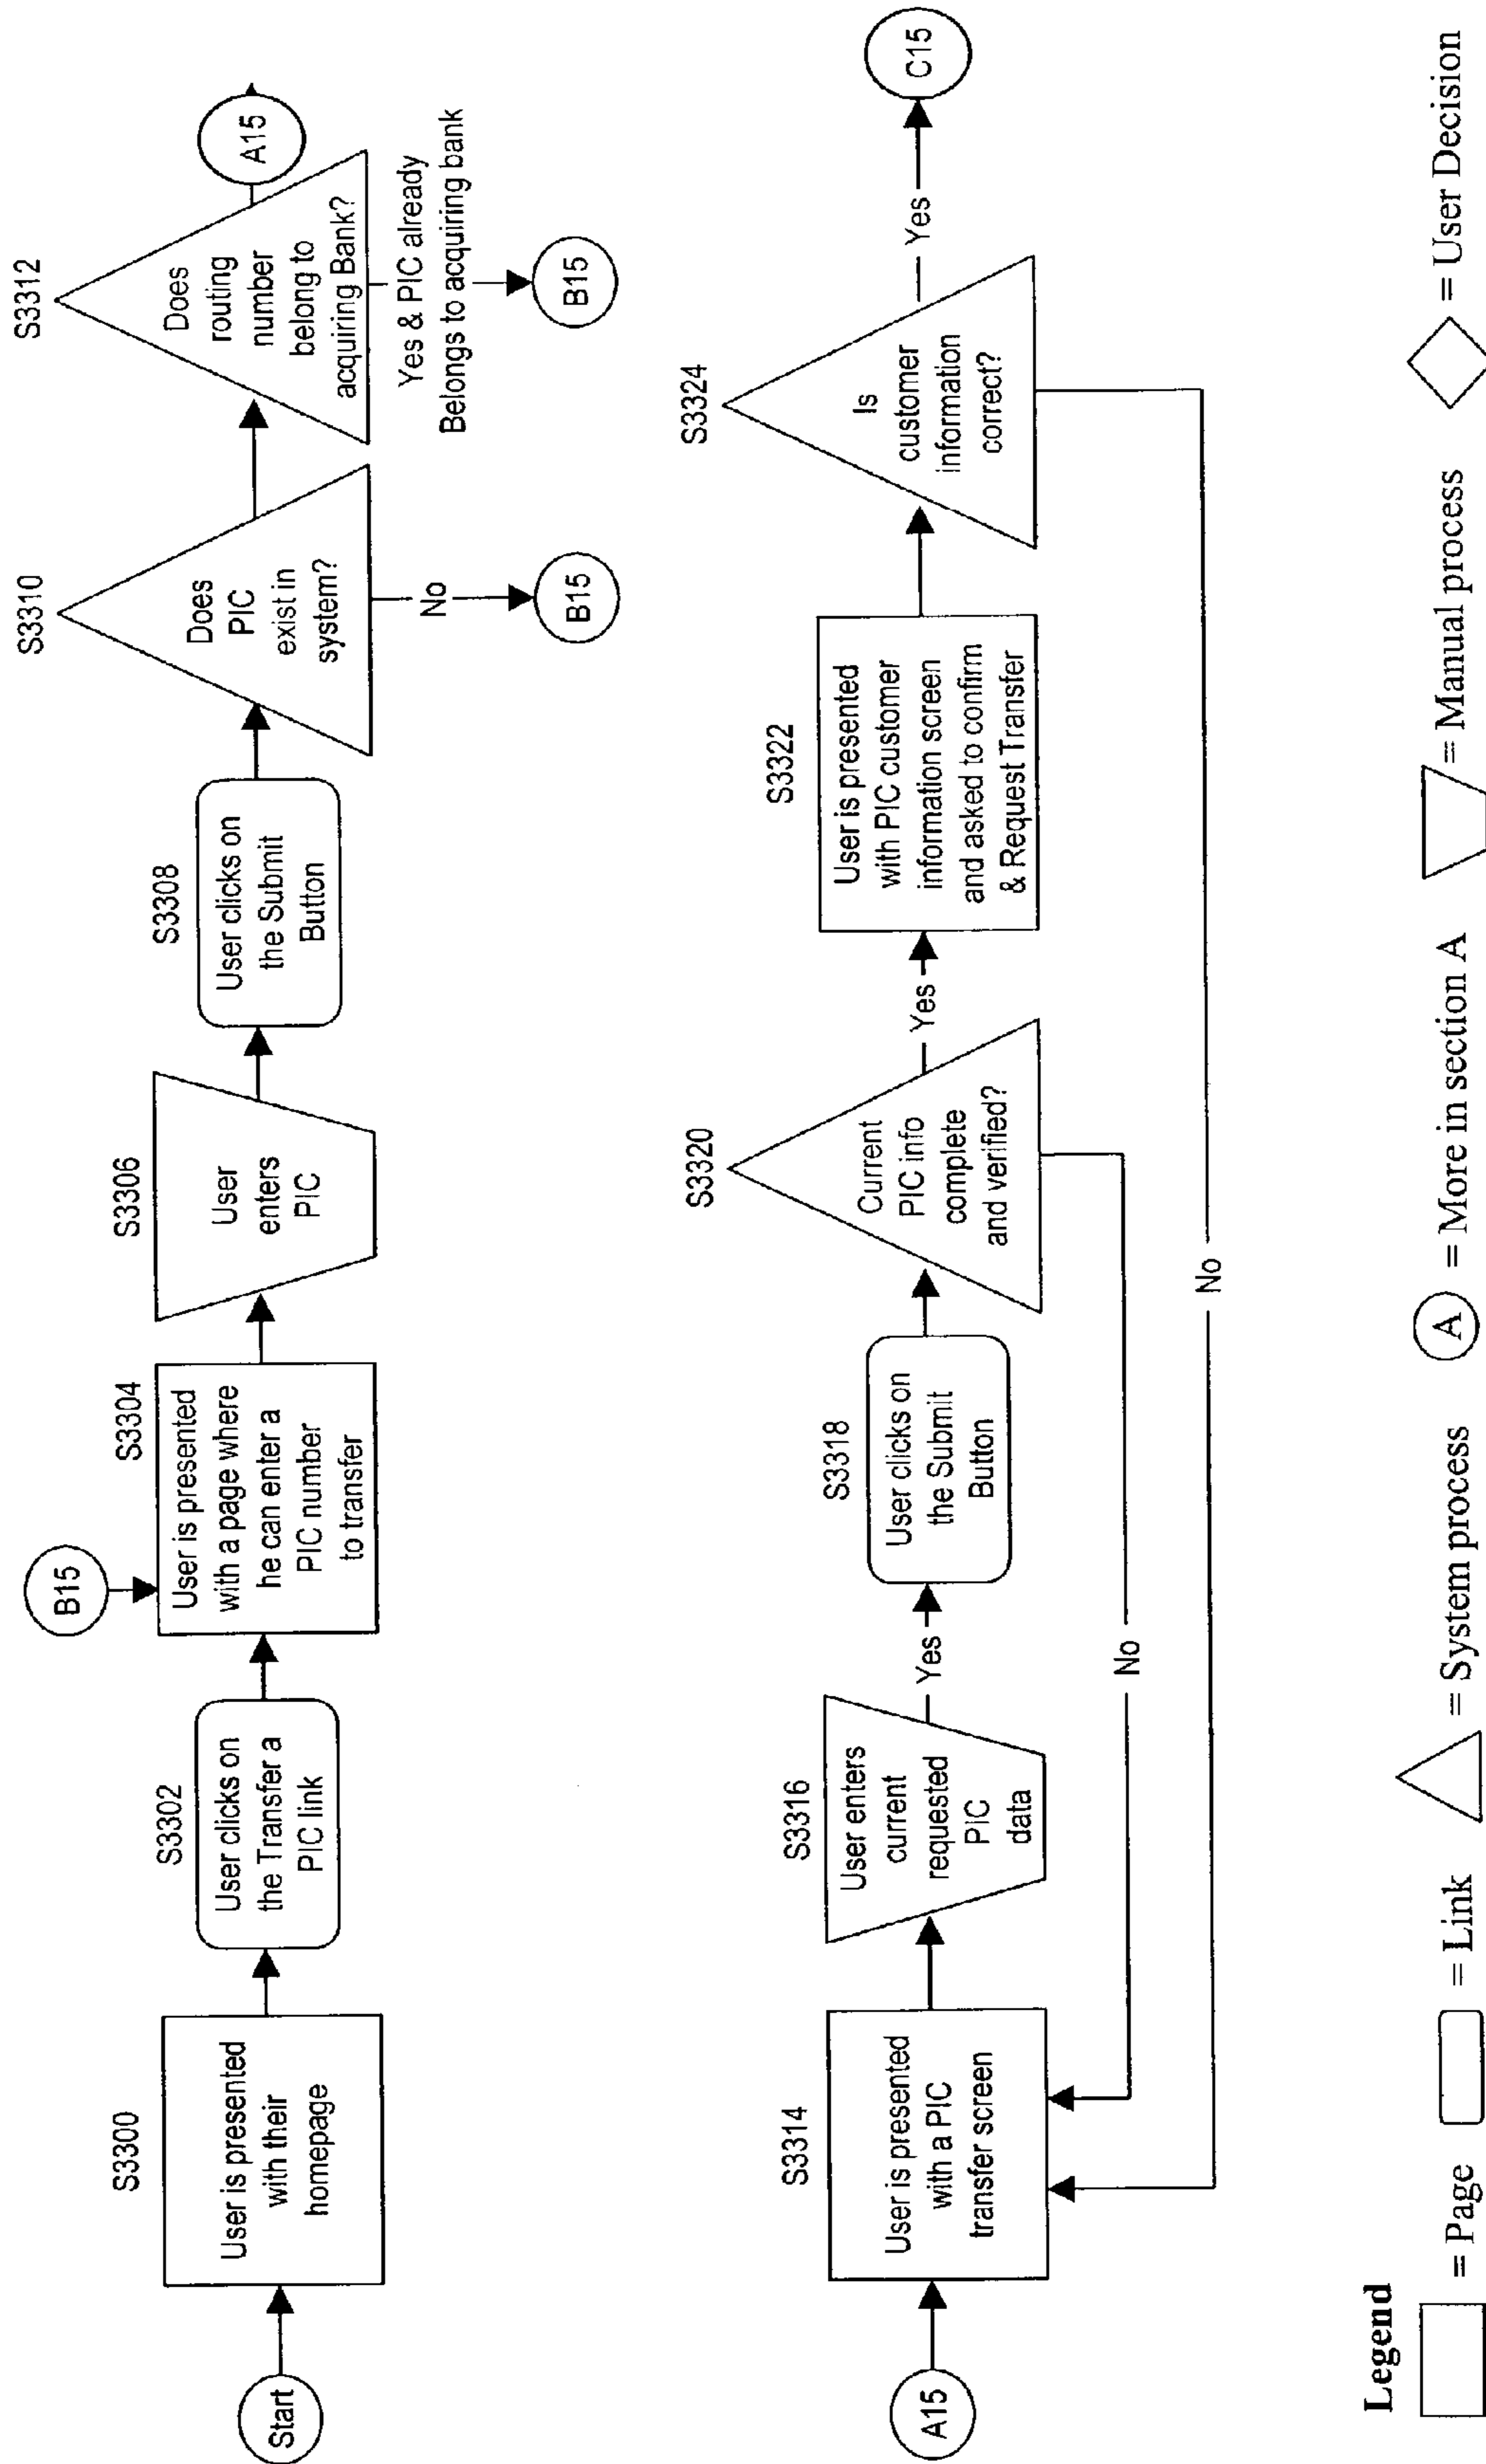 Start
S3300
User is presented
with their
homepage
S3302
User clicks on
the Transfer a
PIC link
B15
S3304
User is presented
with a page where
he can enter a
PIC number
to transfer
S3306
User
enters
PIC
S3308
User clicks on
the Submit
Button
S3310
Does
PIC
exist in
system?
No
B15
S3312
Does
routing
number
belong to
acquiring Bank?
A15
Yes & PIC already
Belongs to acquiring bank
B15
A15
S3314
User is presented
with a PIC
transfer screen
S3316
User enters
current
requested
PIC
data
Yes
S3318
User clicks on
the Submit
Button
S3320
Current
PIC info
complete
and verified?
Yes
No
S3322
User is presented
with PIC customer
information screen
and asked to confirm
& Request Transfer
S3324
Is
customer
information
correct?
Yes
No
C15
Legend
= Page
= Link
= System process
A = More in section A
= Manual process
= User Decision